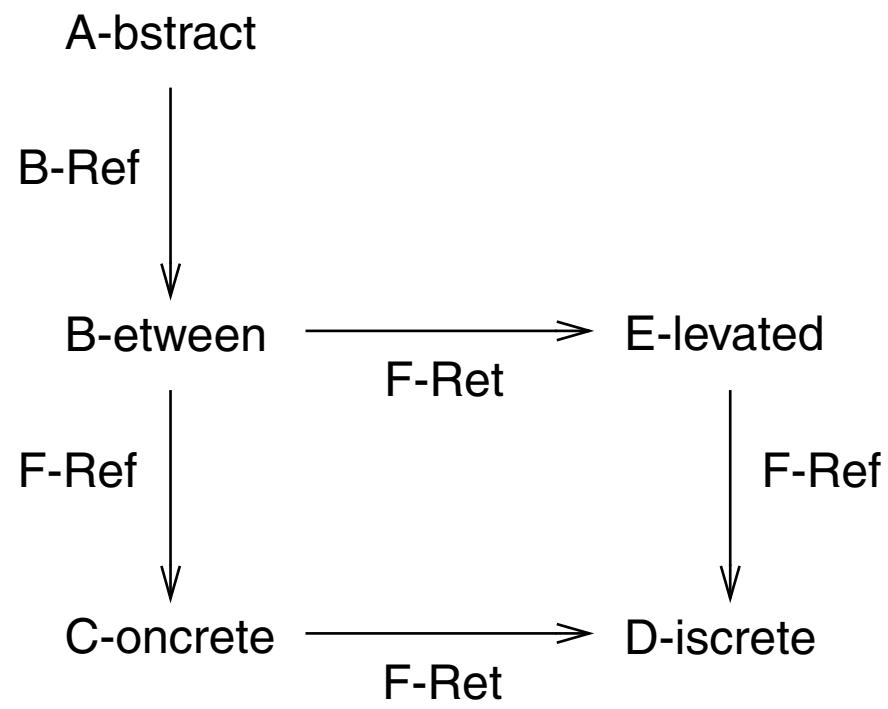 A-bstract
B-Ref
B-etween
E-levated
F-Ret
F-Ref
F-Ref
C-oncrete
D-iscrete
F-Ret